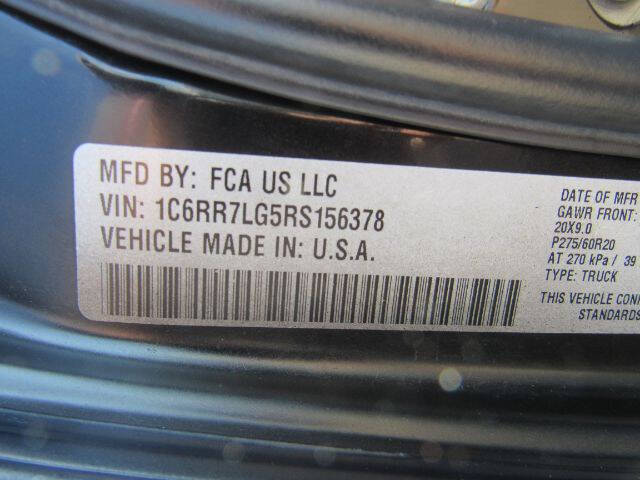 MFD BY: FCA US LLC
VIN: 1C6RR7LG5RS156378
VEHICLE MADE IN: U.S.A.
DATE OF MFR
GAWR FRONT:
20X9.0
P275/60R20
AT 270 kPa / 39
TYPE: TRUCK
THIS VEHICLE CON
STANDARDS